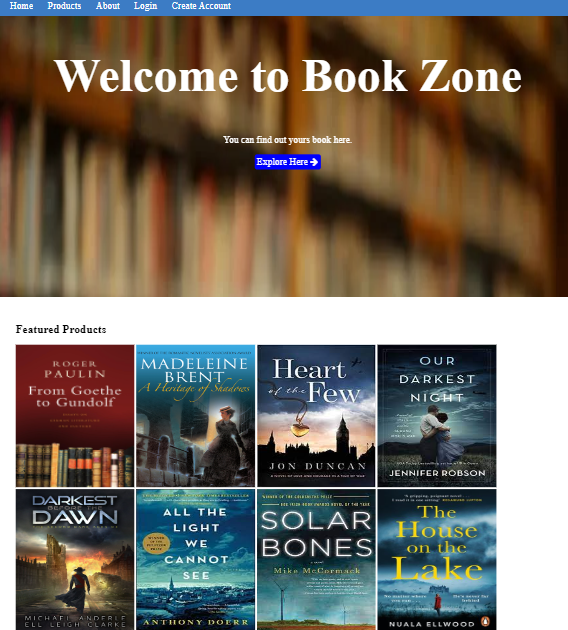 Home Products About Login Create Account
Welcome to Book Zone
You can find out yours book here.
Explore Here
Featured Products
ROGER
PAULIN
From Goethe
to Gundolf
MADELEINE
BRENT
A Heritage of Shadows
Heart
of the
Few
JON DUNCAN
OUR
DARKEST
NIGHT
JENNIFER ROBSON
DARKEST
BEFORE THE
DAWN
MICHAEL ANDERLE
ELL LEIGH CLARKE
ALL THE
LIGHT
WE
CANNOT
SEE
ANTHONY DOERR
SOLAR
BONES
Mike McCormack
The
House
on the
Lake
NUALA ELLWOOD